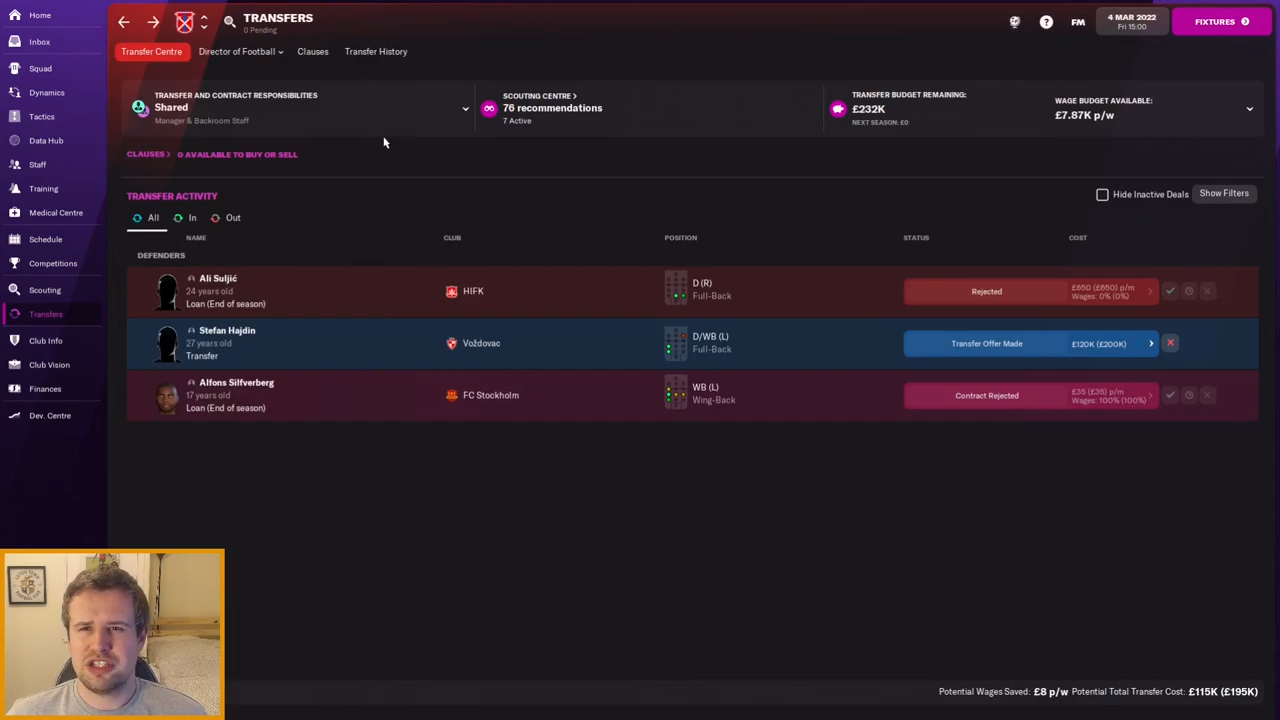 Home
Inbox
Squad
Dynamics
Tactics
Data Hub
Staff
Training
Medical Centre
Schedule
Competitions
Scouting
Transfers
Club Info
Club Vision
Finances
Dev. Centre
TRANSFERS
0 Pending
FM
4 MAR 2022
Fri 15:00
FIXTURES
Transfer Centre Director of Football Clauses Transfer History
TRANSFER AND CONTRACT RESPONSIBILITIES
Shared
Manager & Backroom Staff
SCOUTING CENTRE >
76 recommendations
7 Active
TRANSFER BUDGET REMAINING:
£232K
NEXT SEASON: £0
WAGE BUDGET AVAILABLE:
£7.87K p/w
CLAUSES > 0 AVAILABLE TO BUY OR SELL
TRANSFER ACTIVITY
Hide Inactive Deals Show Filters
All In Out
NAME CLUB POSITION STATUS COST
DEFENDERS
Ali Suljić
24 years old
Loan (End of season)
HIFK
D (R)
Full-Back
Rejected
£650 (£650) p/m
Wages: 0% (0%)
Stefan Hajdin
27 years old
Transfer
Voždovac
D/WB (L)
Full-Back
Transfer Offer Made
£120K (£200K)
Alfons Silfverberg
17 years old
Loan (End of season)
FC Stockholm
WB (L)
Wing-Back
Contract Rejected
£35 (£35) p/m
Wages: 100% (100%)
Potential Wages Saved: £8 p/w Potential Total Transfer Cost: £115K (£195K)